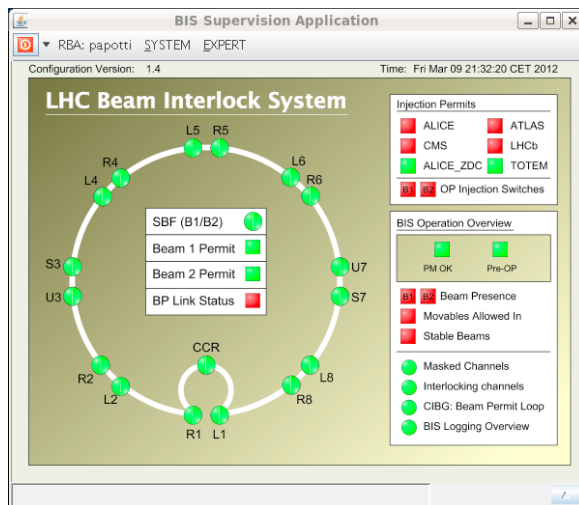 BIS Supervision Application
RBA: papotti SYSTEM EXPERT
Configuration Version: 1.4 Time: Fri Mar 09 21:32:20 CET 2012
LHC Beam Interlock System
L5 R5
R4 L6
L4 R6
S3 U7
U3 S7
R2 L8
L2 R8
CCR
R1 L1
SBF (B1/B2)
Beam 1 Permit
Beam 2 Permit
BP Link Status
Injection Permits
ALICE ATLAS
CMS LHCb
ALICE_ZDC TOTEM
B1 B2 OP Injection Switches
BIS Operation Overview
PM OK Pre-OP
B1 B2 Beam Presence
Movables Allowed In
Stable Beams
Masked Channels
Interlocking channels
CIBG: Beam Permit Loop
BIS Logging Overview
/